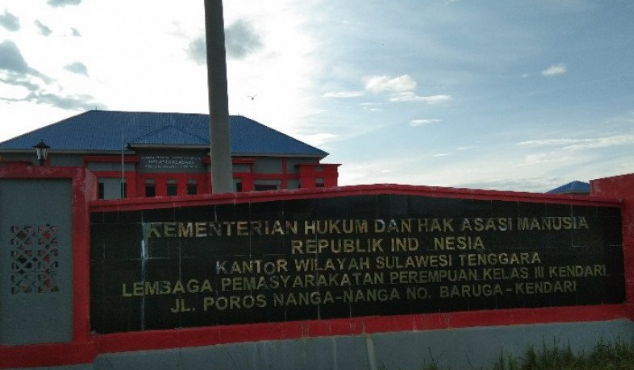 KEMENTERIAN HUKUM DAN HAK ASASI MANUSIA
REPUBLIK IND NESIA
KANTOR WILAYAH SULAWESI TENGGARA
LEMBAGA PEMASYARAKATAN PEREMPUAN KELAS III KENDARI
JL. POROS NANGA-NANGA NO. BARUGA-KENDARI